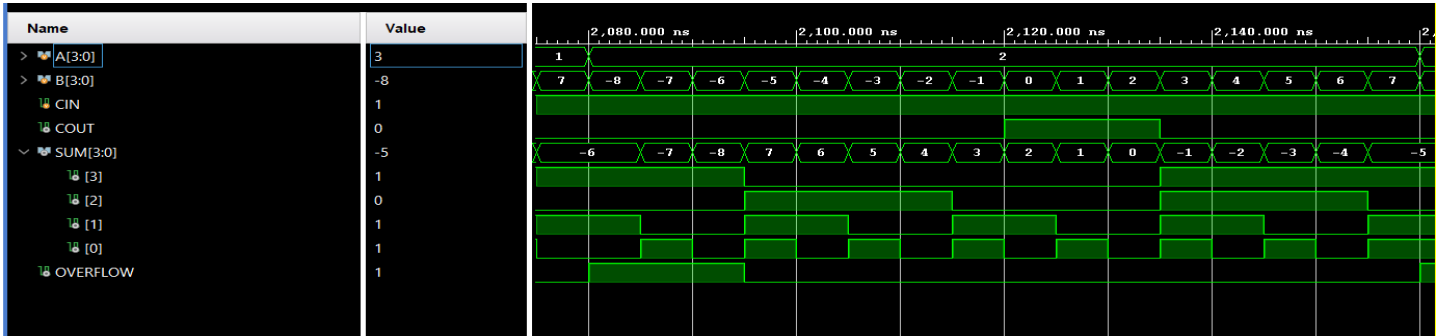 Name Value
2,080.000 ns 2,100.000 ns 2,120.000 ns 2,140.000 ns 2,
A[3:0] 3 1 2
B[3:0] -8 7 -8 -7 -6 -5 -4 -3 -2 -1 0 1 2 3 4 5 6 7
CIN 1
COUT 0
SUM[3:0] -5 -6 -7 -8 7 6 5 4 3 2 1 0 -1 -2 -3 -4 -5
[3] 1
[2] 0
[1] 1
[0] 1
OVERFLOW 1